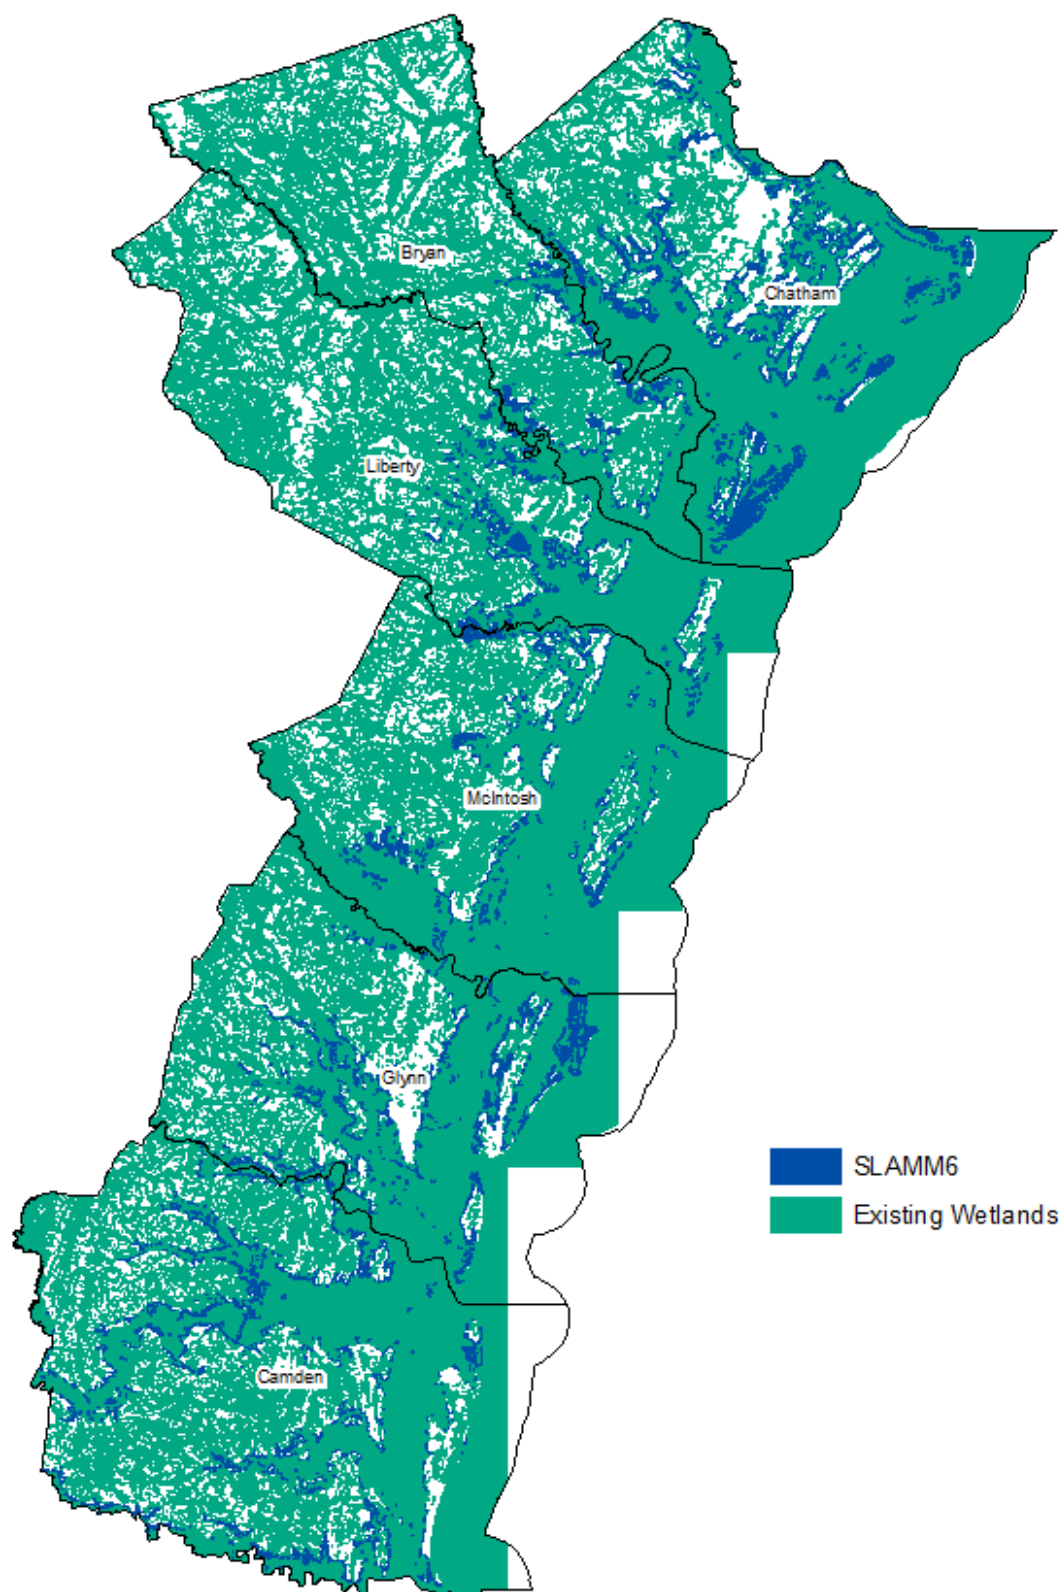 Bryan
Chatham
Liberty
McIntosh
Glynn
SLAMM6
Existing Wetlands
Camden